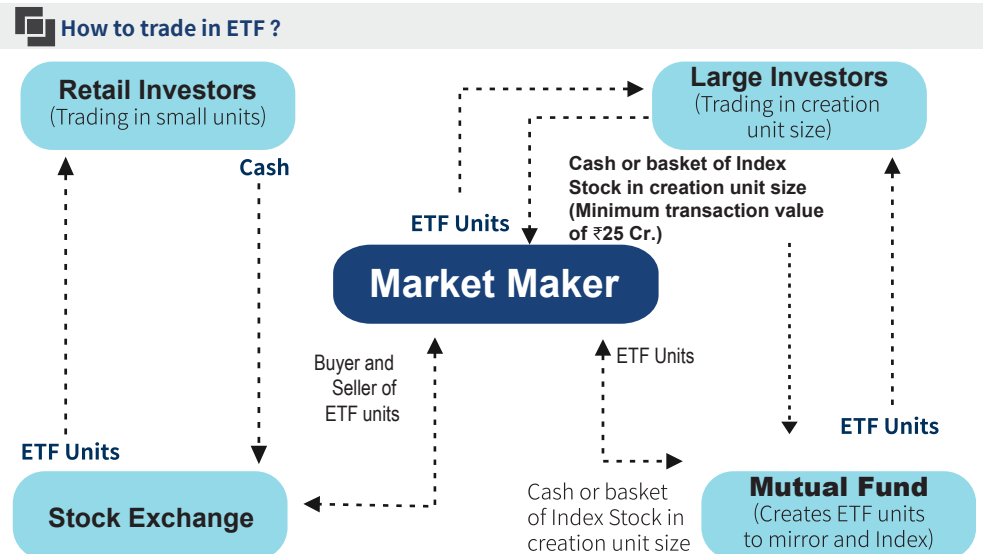 How to trade in ETF ?
Retail Investors
(Trading in small units)
Large Investors
(Trading in creation
unit size)
Cash
Cash or basket of Index
Stock in creation unit size
(Minimum transaction value
of ₹25 Cr.)
ETF Units
Market Maker
Buyer and
Seller of
ETF units
ETF Units
ETF Units
ETF Units
Stock Exchange
Cash or basket
of Index Stock in
creation unit size
Mutual Fund
(Creates ETF units
to mirror and Index)